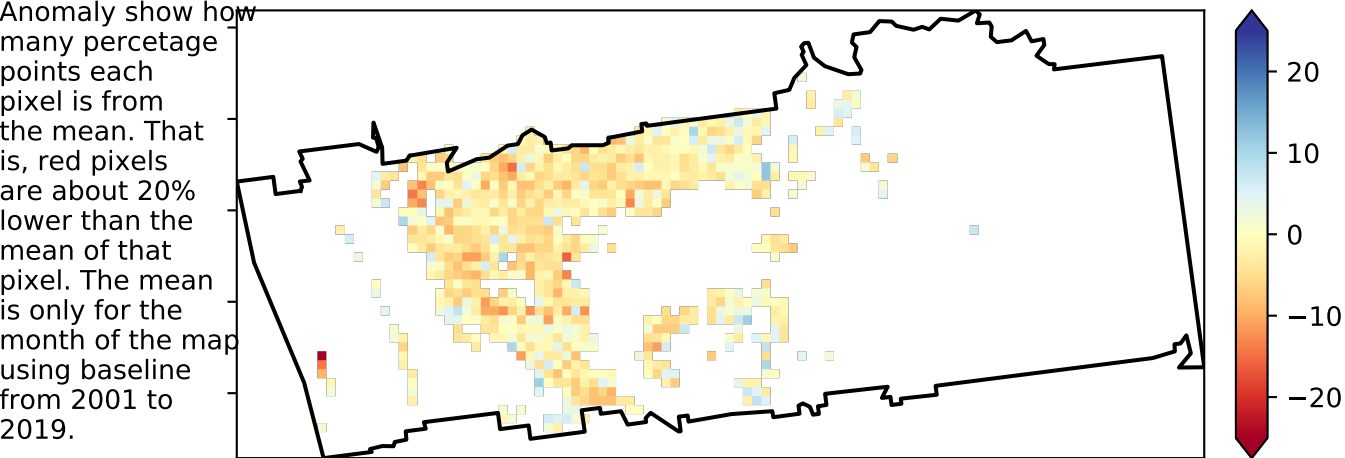 Anomaly show how
many percetage
points each
pixel is from
the mean. That
is, red pixels
are about 20%
lower than the
mean of that
pixel. The mean
is only for the
month of the map
using baseline
from 2001 to
2019.
20
10
0
−10
−20